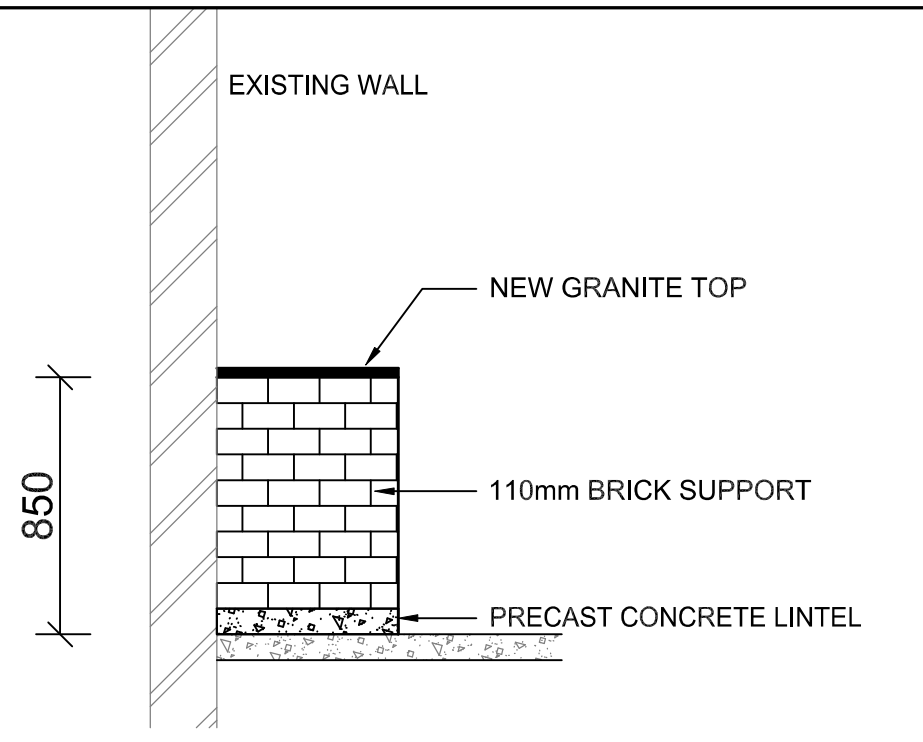 EXISTING WALL
NEW GRANITE TOP
850
110mm BRICK SUPPORT
PRECAST CONCRETE LINTEL